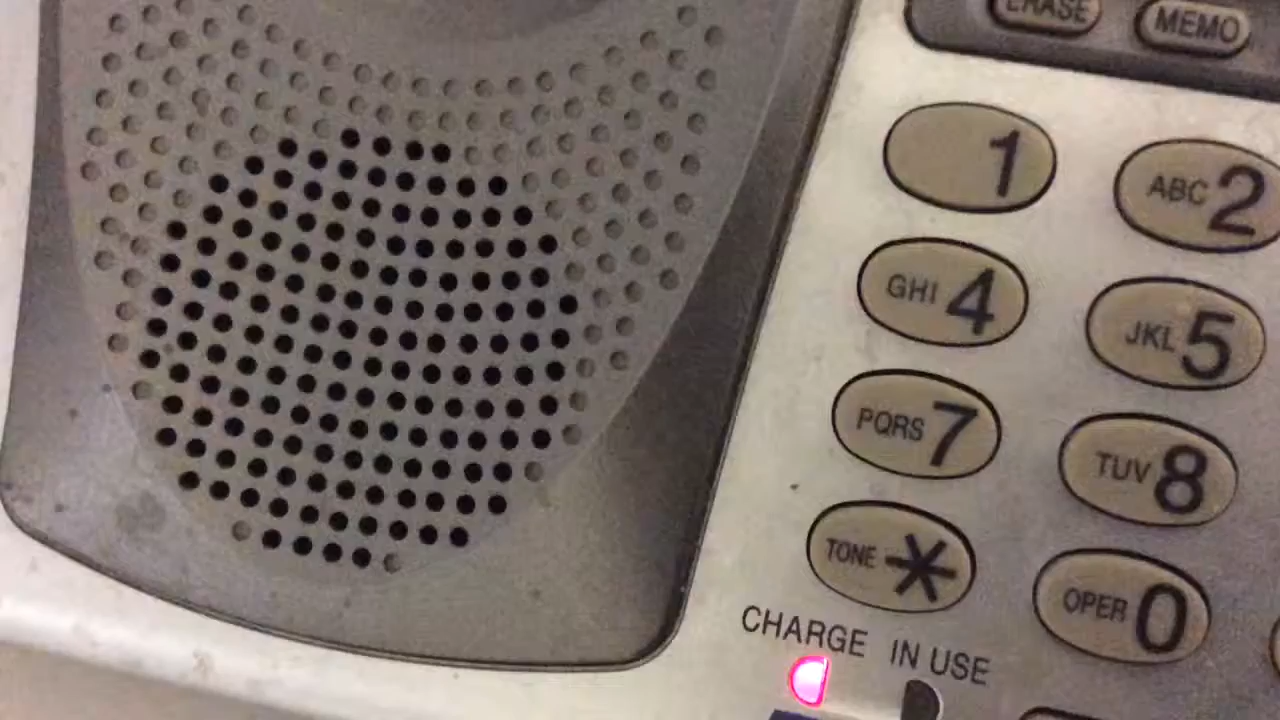 ERASE MEMO
1 ABC 2
GHI 4 JKL 5
PQRS 7 TUV 8
TONE * OPER 0
CHARGE IN USE